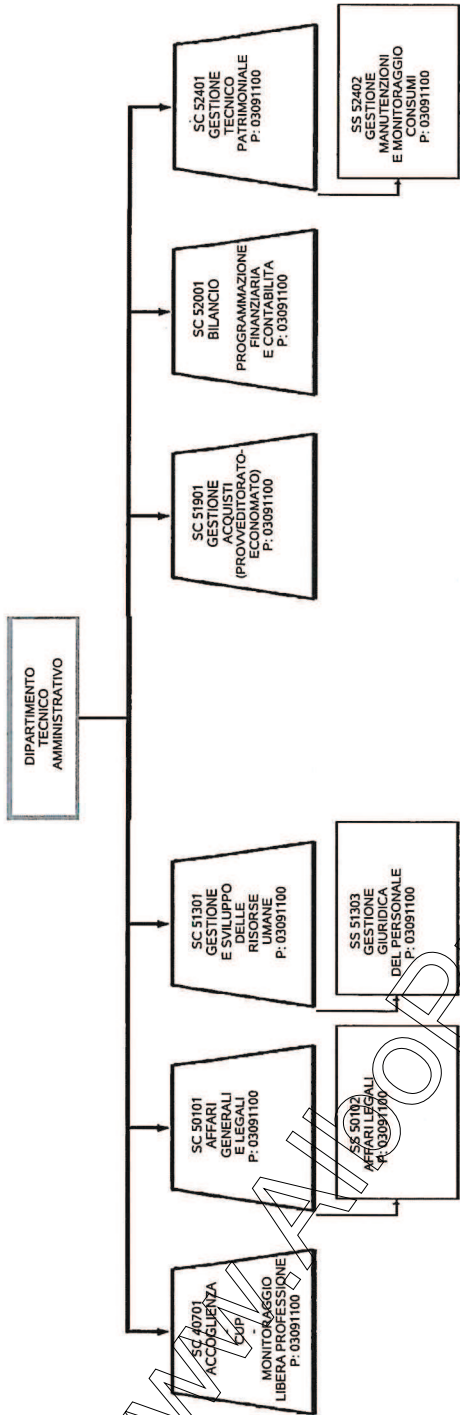 DIPARTIMENTO
TECNICO
AMMINISTRATIVO
SC 40701
ACCOGLIENZA
-
CUP
-
MONITORAGGIO
LIBERA PROFESSIONE
P: 03091100
SC 50101
AFFARI
GENERALI
E LEGALI
P: 03091100
SS 50102
AFFARI LEGALI
P: 03091100
SC 51301
GESTIONE
E SVILUPPO
DELLE
RISORSE
UMANE
P: 03091100
SS 51303
GESTIONE
GIURIDICA
DEL PERSONALE
P: 03091100
SC 51901
GESTIONE
ACQUISTI
(PROVVEDITORATO-
ECONOMATO)
P: 03091100
SC 52001
BILANCIO
PROGRAMMAZIONE
FINANZIARIA
E CONTABILITA
P: 03091100
SC 52401
GESTIONE
TECNICO
PATRIMONIALE
P: 03091100
SS 52402
GESTIONE
MANUTENZIONI
E MONITORAGGIO
CONSUMI
P: 03091100